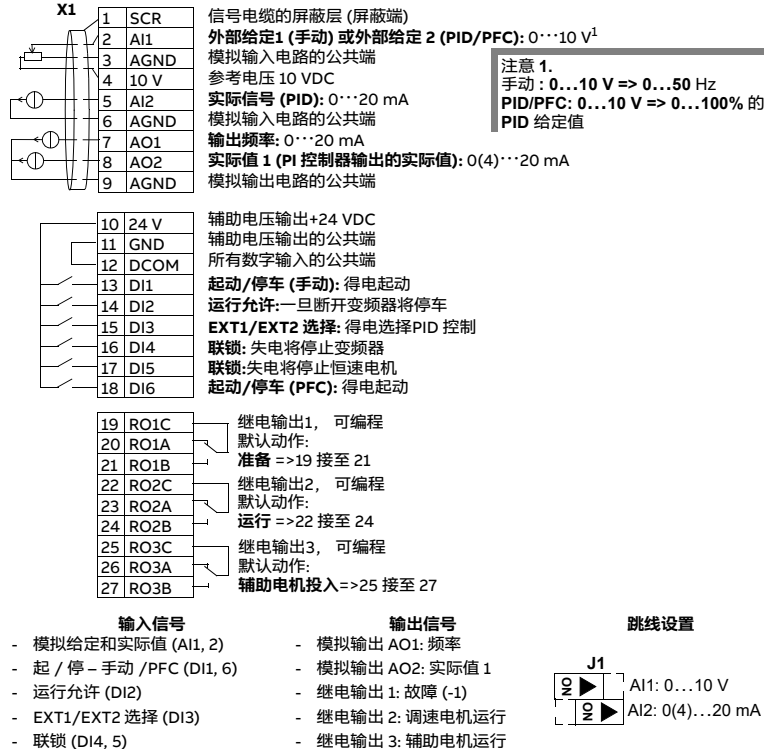 X1
1 SCR 信号电缆的屏蔽层 (屏蔽端)
2 AI1 外部给定1 (手动) 或外部给定 2 (PID/PFC): 0···10 V1
3 AGND 模拟输入电路的公共端
4 10 V 参考电压 10 VDC
5 AI2 实际信号 (PID): 0···20 mA
6 AGND 模拟输入电路的公共端
7 AO1 输出频率: 0···20 mA
8 AO2 实际值 1 (PI 控制器输出的实际值): 0(4)···20 mA
9 AGND 模拟输出电路的公共端
注意 1.
手动 : 0…10 V => 0…50 Hz
PID/PFC: 0…10 V => 0…100% 的
PID 给定值
10 24 V 辅助电压输出+24 VDC
11 GND 辅助电压输出的公共端
12 DCOM 所有数字输入的公共端
13 DI1 起动/停车 (手动): 得电起动
14 DI2 运行允许:一旦断开变频器将停车
15 DI3 EXT1/EXT2 选择: 得电选择PID 控制
16 DI4 联锁: 失电将停止变频器
17 DI5 联锁:失电将停止恒速电机
18 DI6 起动/停车 (PFC): 得电起动
19 RO1C 继电输出1, 可编程
20 RO1A 默认动作:
21 RO1B 准备 =>19 接至 21
22 RO2C 继电输出2, 可编程
23 RO2A 默认动作:
24 RO2B 运行 =>22 接至 24
25 RO3C 继电输出3, 可编程
26 RO3A 默认动作:
27 RO3B 辅助电机投入=>25 接至 27
输入信号
- 模拟给定和实际值 (AI1, 2)
- 起 / 停 – 手动 /PFC (DI1, 6)
- 运行允许 (DI2)
- EXT1/EXT2 选择 (DI3)
- 联锁 (DI4, 5)
输出信号
- 模拟输出 AO1: 频率
- 模拟输出 AO2: 实际值 1
- 继电输出 1: 故障 (-1)
- 继电输出 2: 调速电机运行
- 继电输出 3: 辅助电机运行
跳线设置
J1
ON AI1: 0…10 V
ON AI2: 0(4)…20 mA